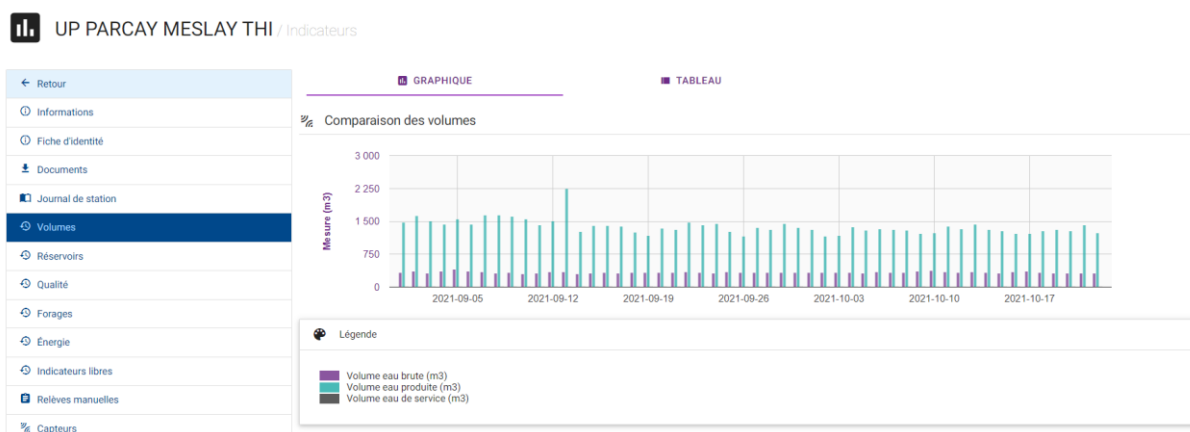 UP PARCAY MESLAY THI / Indicateurs
Retour
Informations
Fiche d'identité
Documents
Journal de station
Volumes
Réservoirs
Qualité
Forages
Énergie
Indicateurs libres
Relèves manuelles
Capteurs
GRAPHIQUE
TABLEAU
Comparaison des volumes
Mesure (m3)
3 000
2 250
1 500
750
0
2021-09-05 2021-09-12 2021-09-19 2021-09-26 2021-10-03 2021-10-10 2021-10-17
Légende
Volume eau brute (m3)
Volume eau produite (m3)
Volume eau de service (m3)